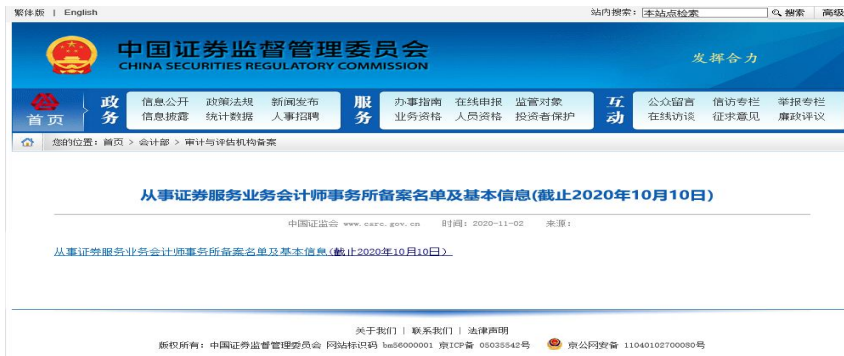 繁体版 | English 站内搜索: 本站点检索 搜索 高级
中国证券监督管理委员会
CHINA SECURITIES REGULATORY COMMISSION
发挥合力
首页
政务
信息公开 政策法规 新闻发布
信息披露 统计数据 人事招聘
服务
办事指南 在线申报 监管对象
业务资格 人员资格 投资者保护
互动
公众留言 信访专栏 举报专栏
在线访谈 征求意见 廉政评议
您的位置: 首页 > 会计部 > 审计与评估机构备案
从事证券服务业务会计师事务所备案名单及基本信息(截止2020年10月10日)
中国证监会 www.csrc.gov.cn 时间: 2020-11-02 来源:
从事证券服务业务会计师事务所备案名单及基本信息(截止2020年10月10日)
关于我们 | 联系我们 | 法律声明
版权所有: 中国证券监督管理委员会 网站标识码 bm56000001 京ICP备 05035542号 京公网安备 11040102700080号